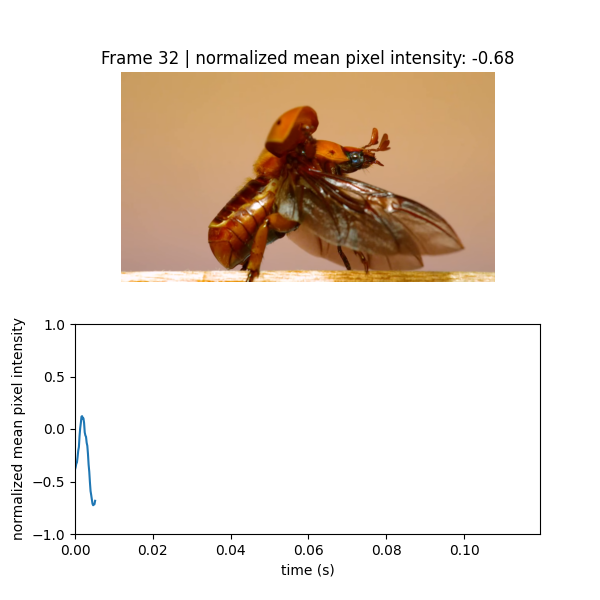 Frame 32 | normalized mean pixel intensity: -0.68
normalized mean pixel intensity
1.0
0.5
0.0
−0.5
−1.0
0.00 0.02 0.04 0.06 0.08 0.10
time (s)